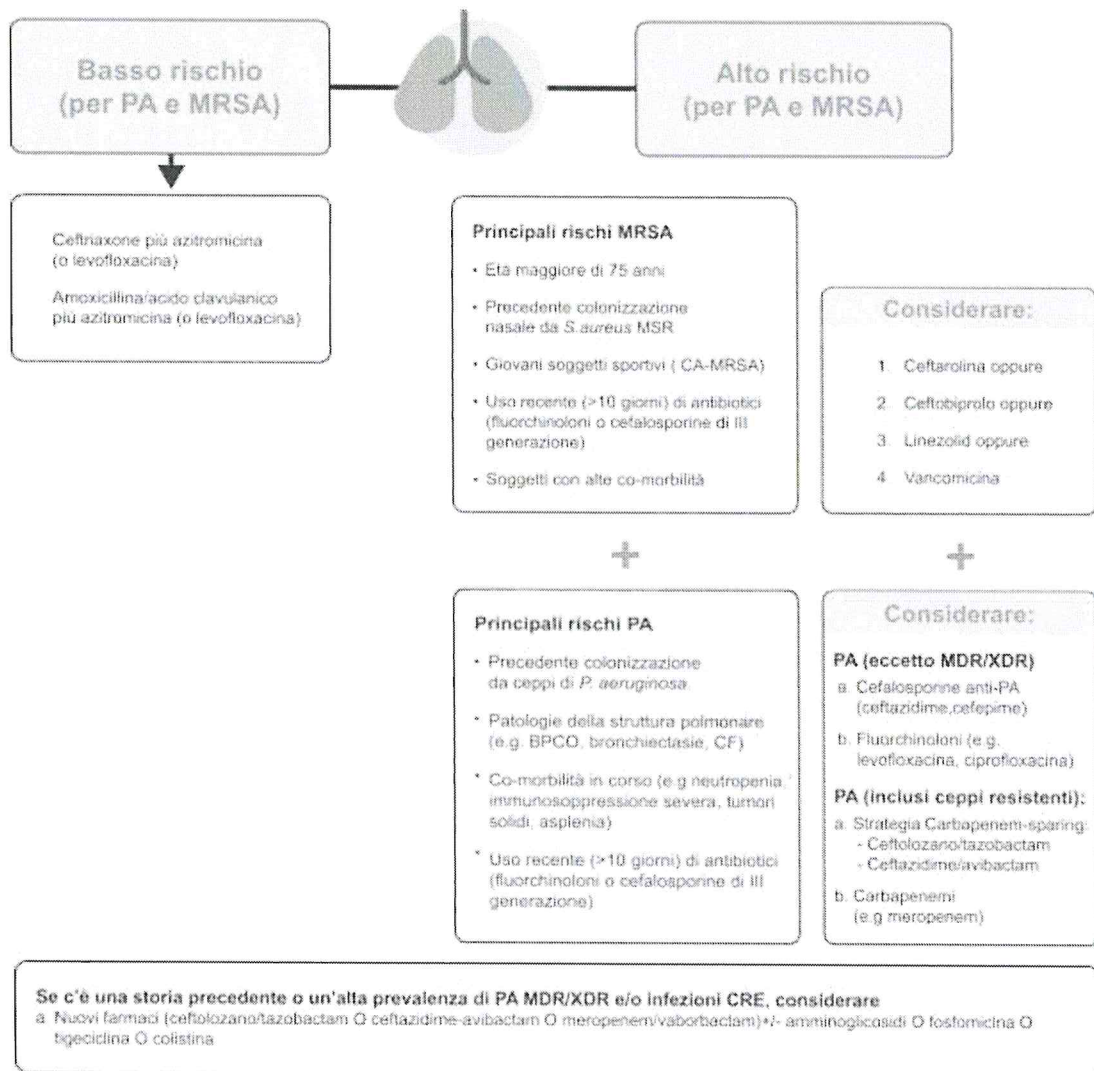 Basso rischio
(per PA e MRSA)
Alto rischio
(per PA e MRSA)
Ceftriaxone più azitromicina
(o levofloxacina)
Amoxicillina/acido clavulanico
più azitromicina (o levofloxacina)
Principali rischi MRSA
• Età maggiore di 75 anni
• Precedente colonizzazione
nasale da S.aureus MSR
• Giovani soggetti sportivi ( CA-MRSA)
• Uso recente (>10 giorni) di antibiotici
(fluorchinoloni o cefalosporine di III
generazione)
• Soggetti con alte co-morbilità
Considerare:
1. Ceftarolina oppure
2. Ceftobiprolo oppure
3. Linezolid oppure
4. Vancomicina
+
+
Principali rischi PA
• Precedente colonizzazione
da ceppi di P. aeruginosa
• Patologie della struttura polmonare
(e.g. BPCO, bronchiectasie, CF)
• Co-morbilità in corso (e.g neutropenia,
immunosoppressione severa, tumori
solidi, asplenia)
• Uso recente (>10 giorni) di antibiotici
(fluorchinoloni o cefalosporine di III
generazione)
Considerare:
PA (eccetto MDR/XDR)
a. Cefalosporine anti-PA
(ceftazidime,cefepime)
b. Fluorchinoloni (e.g.
levofloxacina, ciprofloxacina)
PA (inclusi ceppi resistenti):
a. Strategia Carbapenem-sparing:
- Ceftolozano/tazobactam
- Ceftazidime/avibactam
b. Carbapenemi
(e.g meropenem)
Se c'è una storia precedente o un'alta prevalenza di PA MDR/XDR e/o infezioni CRE, considerare
a. Nuovi farmaci (ceftolozano/tazobactam O ceftazidime-avibactam O meropenem/vaborbactam)+/- amminoglicosidi O fosfomicina O
tigeciclina O colistina